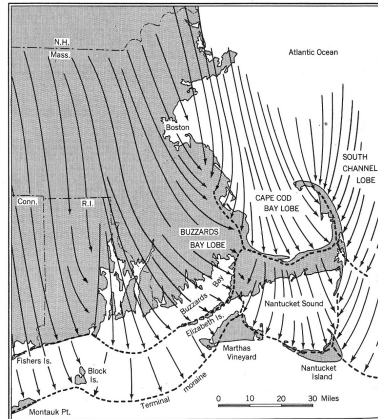 N.H.
Mass.
Atlantic Ocean
Boston
SOUTH
CHANNEL
LOBE
Conn.
R.I.
CAPE COD
BAY LOBE
BUZZARDS
BAY LOBE
Buzzards Bay
Elizabeth Is.
Nantucket Sound
Fishers Is.
Block
Is.
Marthas
Vineyard
Nantucket
Island
Montauk Pt.
Terminal moraine
0 10 20 30 Miles